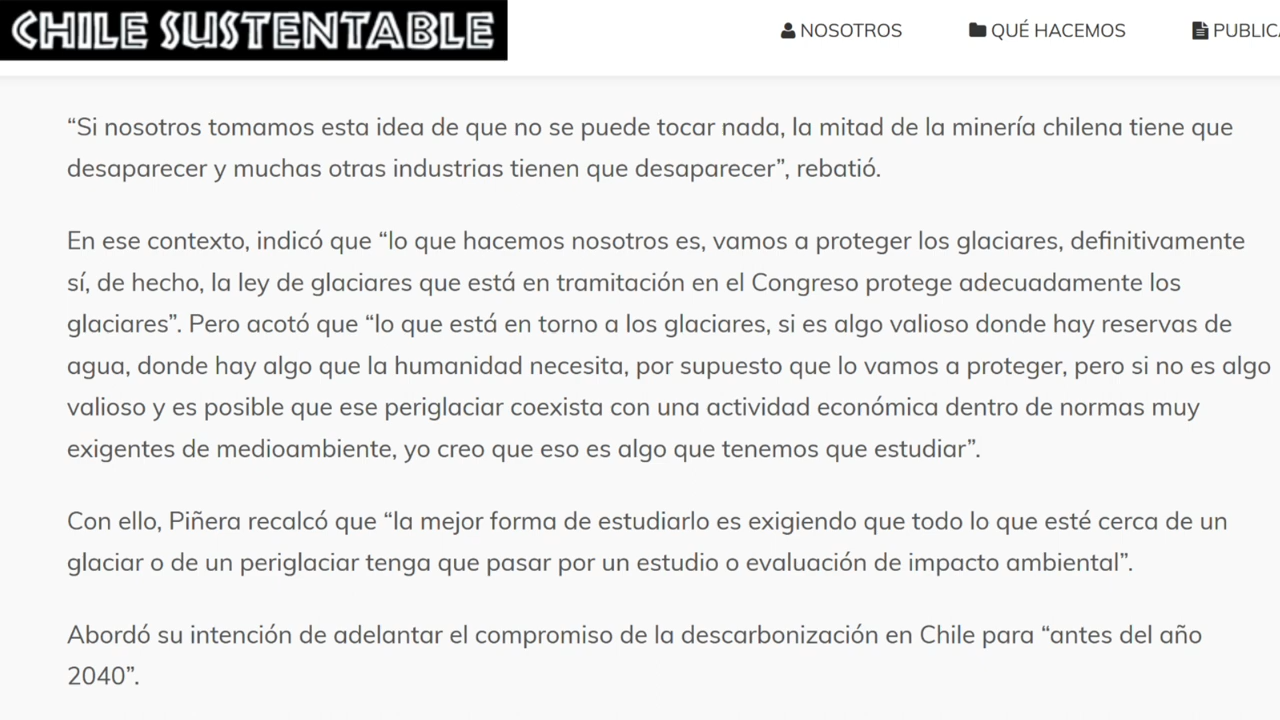 CHILE SUSTENTABLE
NOSOTROS
QUÉ HACEMOS
PUBLICA
“Si nosotros tomamos esta idea de que no se puede tocar nada, la mitad de la minería chilena tiene que
desaparecer y muchas otras industrias tienen que desaparecer”, rebatió.
En ese contexto, indicó que “lo que hacemos nosotros es, vamos a proteger los glaciares, definitivamente
sí, de hecho, la ley de glaciares que está en tramitación en el Congreso protege adecuadamente los
glaciares”. Pero acotó que “lo que está en torno a los glaciares, si es algo valioso donde hay reservas de
agua, donde hay algo que la humanidad necesita, por supuesto que lo vamos a proteger, pero si no es algo
valioso y es posible que ese periglaciar coexista con una actividad económica dentro de normas muy
exigentes de medioambiente, yo creo que eso es algo que tenemos que estudiar”.
Con ello, Piñera recalcó que “la mejor forma de estudiarlo es exigiendo que todo lo que esté cerca de un
glaciar o de un periglaciar tenga que pasar por un estudio o evaluación de impacto ambiental”.
Abordó su intención de adelantar el compromiso de la descarbonización en Chile para “antes del año
2040”.